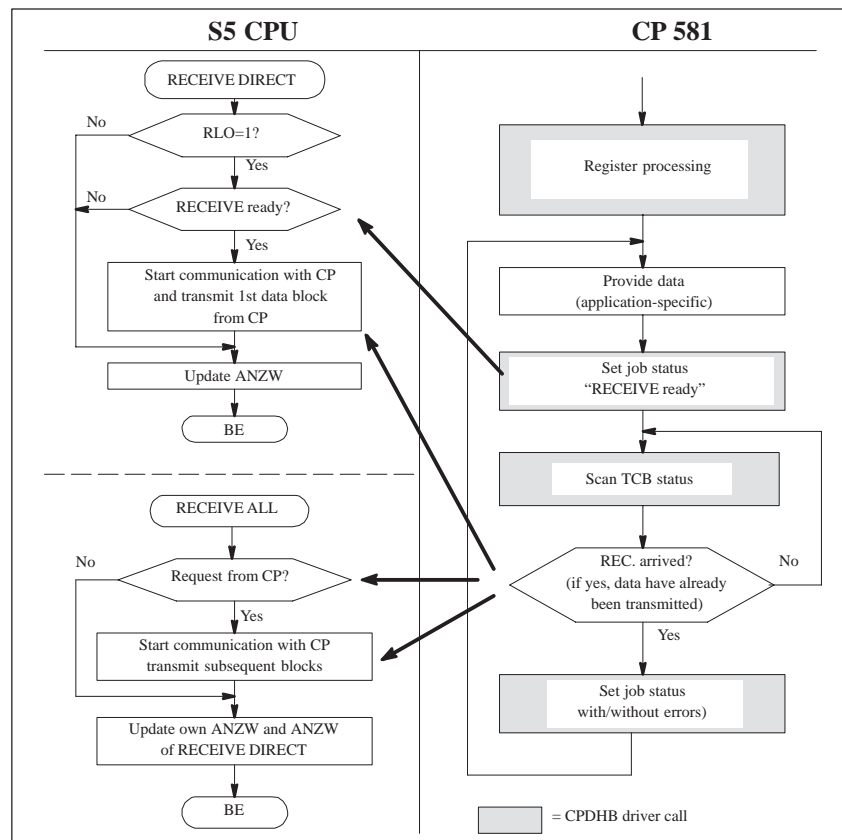 S5 CPU
RECEIVE DIRECT
No
RLO=1?
Yes
No
RECEIVE ready?
Yes
Start communication with CP
and transmit 1st data block
from CP
Update ANZW
BE
RECEIVE ALL
No
Request from CP?
Yes
Start communication with CP
transmit subsequent blocks
Update own ANZW and ANZW
of RECEIVE DIRECT
BE
CP 581
Register processing
Provide data
(application-specific)
Set job status
“RECEIVE ready”
Scan TCB status
REC. arrived?
(if yes, data have already
been transmitted)
No
Yes
Set job status
with/without errors)
= CPDHB driver call